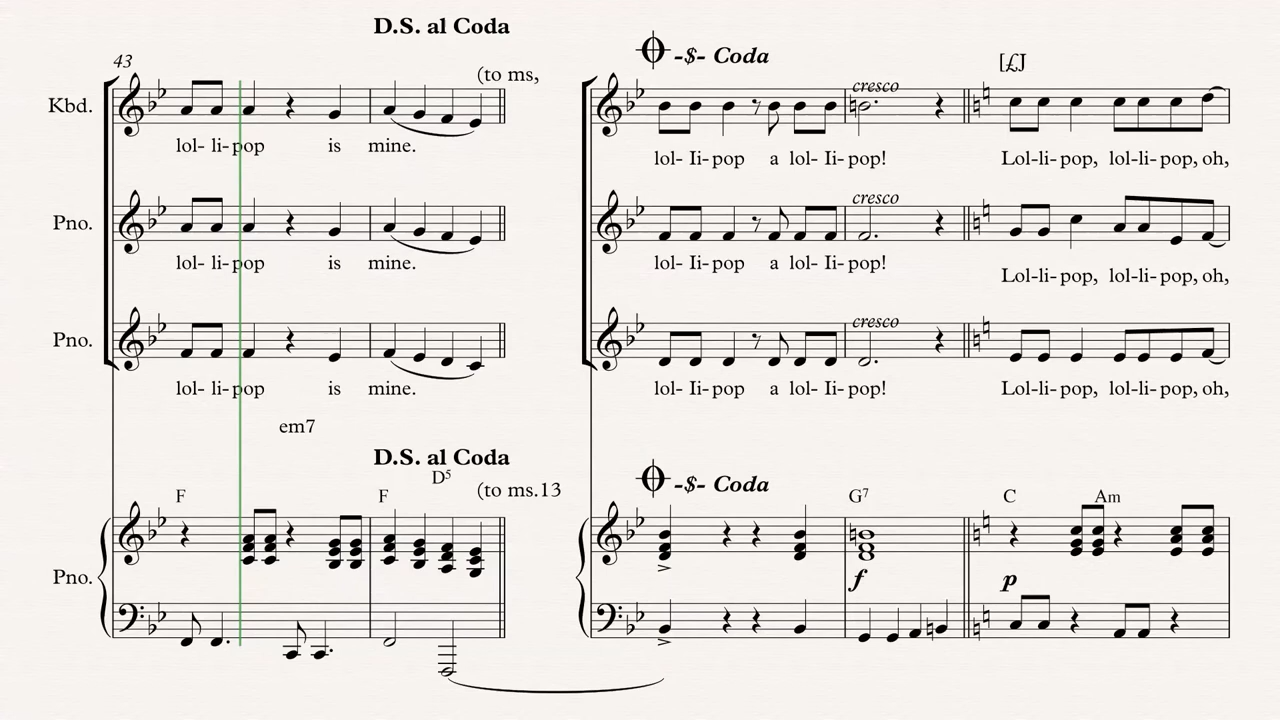 D.S. al Coda
43
(to ms,
-$- Coda
[£J
Kbd.
cresco
lol- li-pop is mine.
lol- Ii-pop a lol- Ii-pop!
Lol-li-pop, lol-li-pop, oh,
Pno.
cresco
lol- li-pop is mine.
lol- Ii-pop a lol- Ii-pop!
Lol-li-pop, lol-li-pop, oh,
Pno.
cresco
lol- li-pop is mine.
lol- Ii-pop a lol- Ii-pop!
Lol-li-pop, lol-li-pop, oh,
em7
D.S. al Coda
F F D5 (to ms.13
-$- Coda
G7 C Am
Pno.
f p